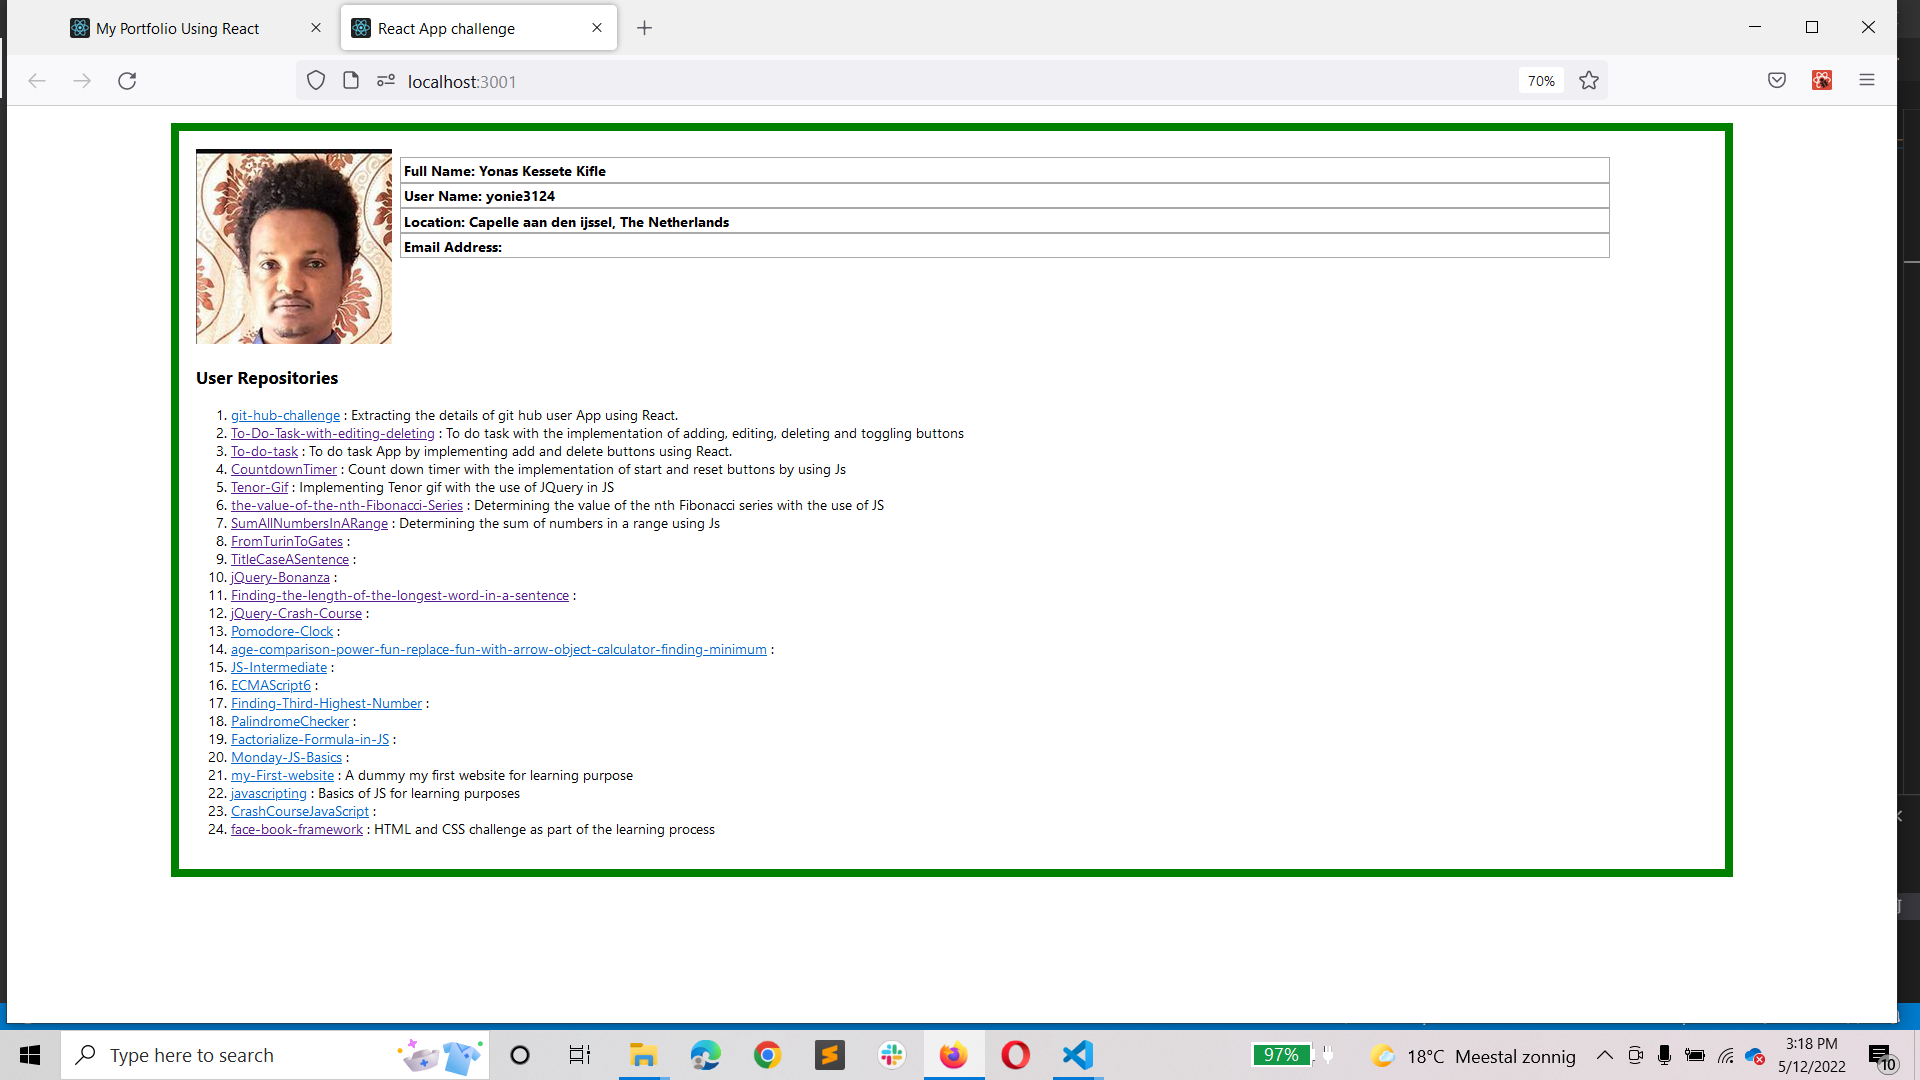 My Portfolio Using React
React App challenge
localhost:3001
70%
Full Name: Yonas Kessete Kifle
User Name: yonie3124
Location: Capelle aan den ijssel, The Netherlands
Email Address:
User Repositories
1. git-hub-challenge : Extracting the details of git hub user App using React.
2. To-Do-Task-with-editing-deleting : To do task with the implementation of adding, editing, deleting and toggling buttons
3. To-do-task : To do task App by implementing add and delete buttons using React.
4. CountdownTimer : Count down timer with the implementation of start and reset buttons by using Js
5. Tenor-Gif : Implementing Tenor gif with the use of JQuery in JS
6. the-value-of-the-nth-Fibonacci-Series : Determining the value of the nth Fibonacci series with the use of JS
7. SumAllNumbersInARange : Determining the sum of numbers in a range using Js
8. FromTurinToGates :
9. TitleCaseASentence :
10. jQuery-Bonanza :
11. Finding-the-length-of-the-longest-word-in-a-sentence :
12. jQuery-Crash-Course :
13. Pomodore-Clock :
14. age-comparison-power-fun-replace-fun-with-arrow-object-calculator-finding-minimum :
15. JS-Intermediate :
16. ECMAScript6 :
17. Finding-Third-Highest-Number :
18. PalindromeChecker :
19. Factorialize-Formula-in-JS :
20. Monday-JS-Basics :
21. my-First-website : A dummy my first website for learning purpose
22. javascripting : Basics of JS for learning purposes
23. CrashCourseJavaScript :
24. face-book-framework : HTML and CSS challenge as part of the learning process
Type here to search
97%
18°C Meestal zonnig
3:18 PM
5/12/2022
10